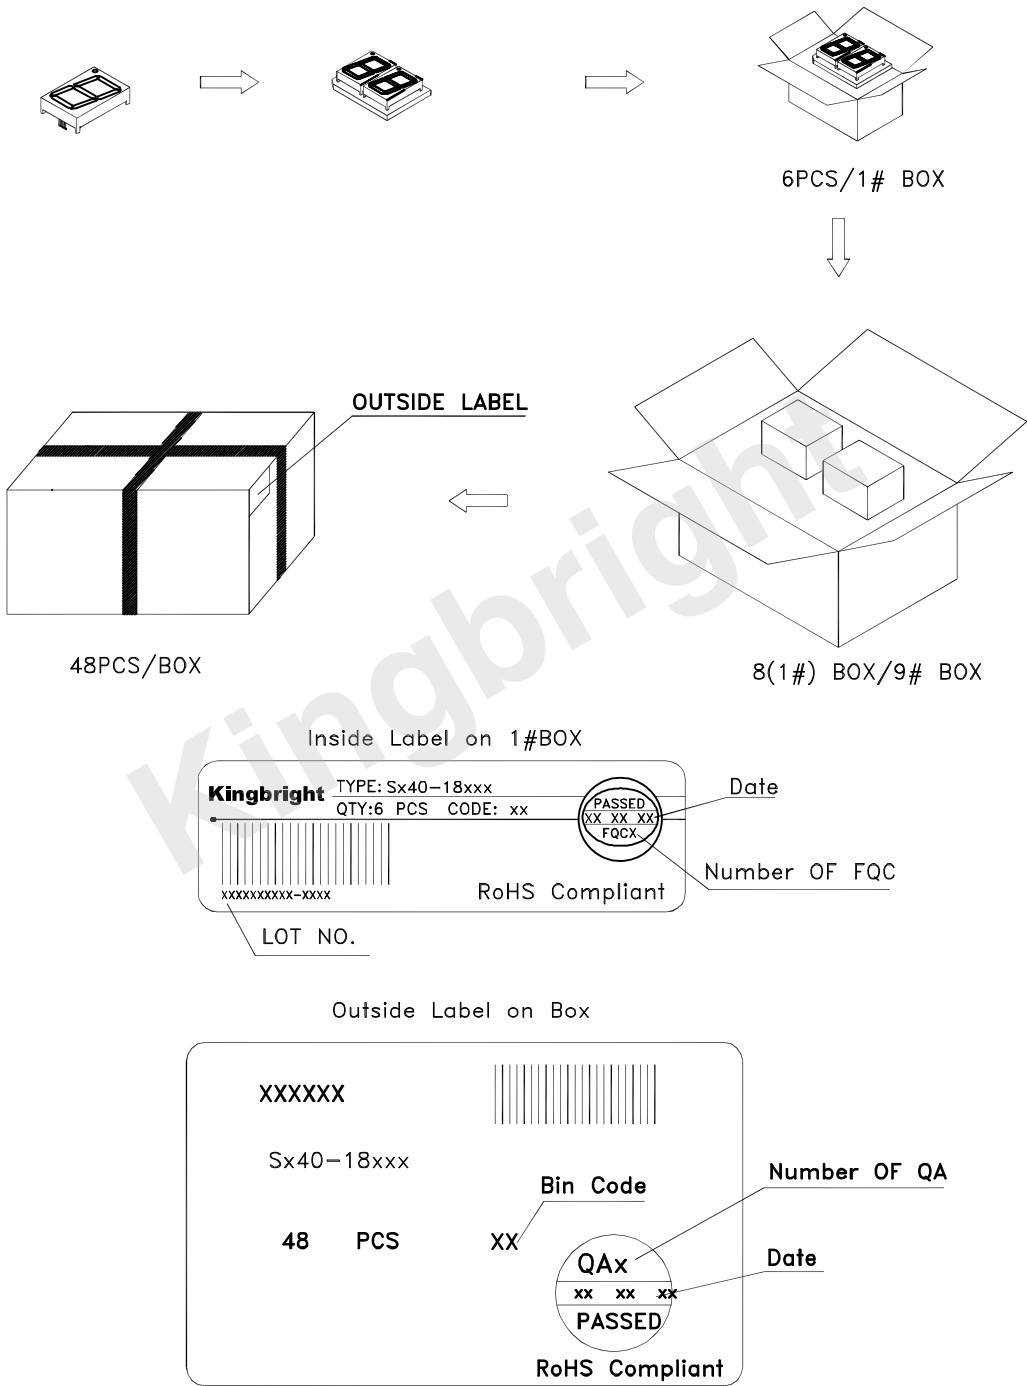 6PCS/1# BOX
OUTSIDE LABEL
48PCS/BOX
8(1#) BOX/9# BOX
Kingbright
Inside Label on 1#BOX
Kingbright
TYPE: Sx40-18xxx
QTY:6 PCS CODE: xx
PASSED
XX XX XX
FQCX
Date
Number OF FQC
XXXXXXXXXX-XXXX
RoHS Compliant
LOT NO.
Outside Label on Box
XXXXXX
Sx40-18xxx
Bin Code
Number OF QA
48 PCS XX
QAx
Date
xx xx xx
PASSED
RoHS Compliant